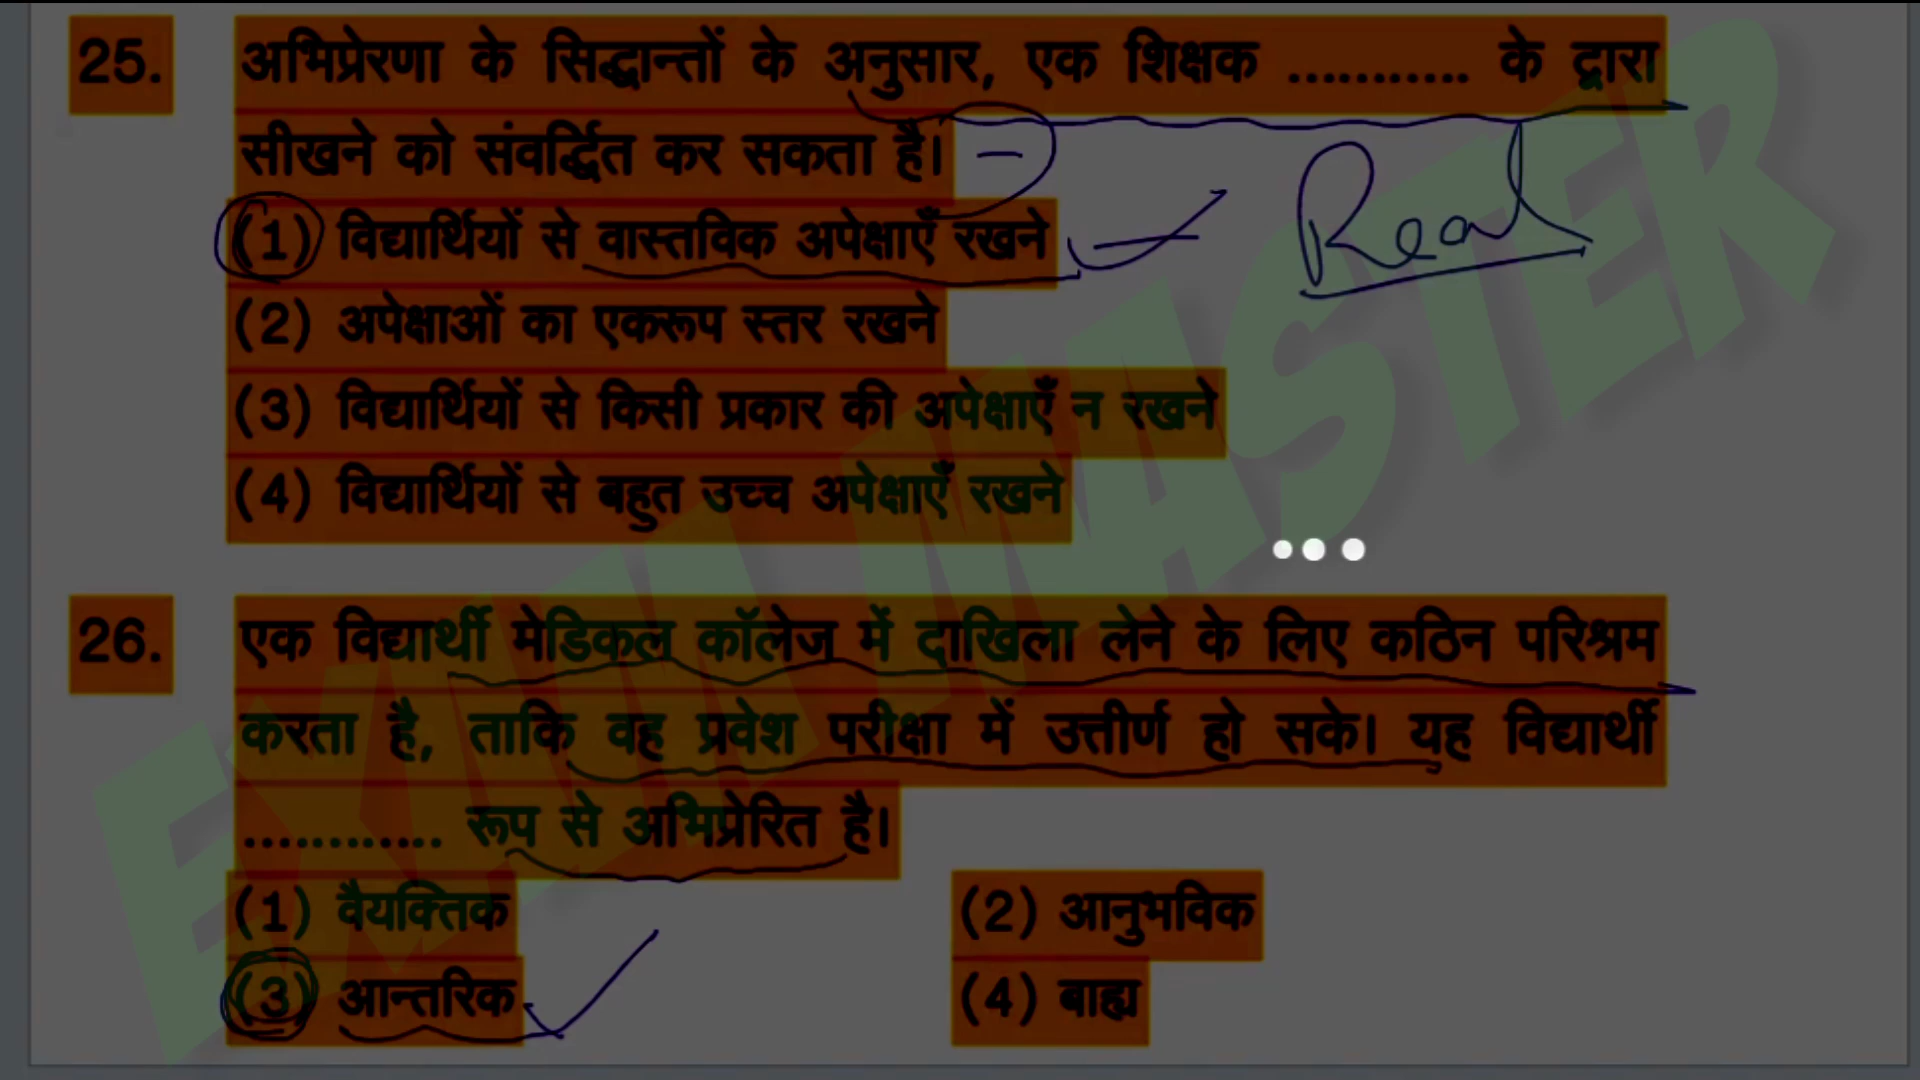 25. अभिप्रेरणा के सिद्धान्तों के अनुसार, एक शिक्षक ........... के द्वारा
सीखने को संवर्द्धित कर सकता है।
(1) विद्यार्थियों से वास्तविक अपेक्षाएँ रखने
Real
(2) अपेक्षाओं का एकरूप स्तर रखने
(3) विद्यार्थियों से किसी प्रकार की अपेक्षाएँ न रखने
(4) विद्यार्थियों से बहुत उच्च अपेक्षाएँ रखने
26. एक विद्यार्थी मेडिकल कॉलेज में दाखिला लेने के लिए कठिन परिश्रम
करता है, ताकि वह प्रवेश परीक्षा में उत्तीर्ण हो सके। यह विद्यार्थी
............ रूप से अभिप्रेरित है।
(1) वैयक्तिक (2) आनुभविक
(3) आन्तरिक (4) बाह्य
EXAM MASTER